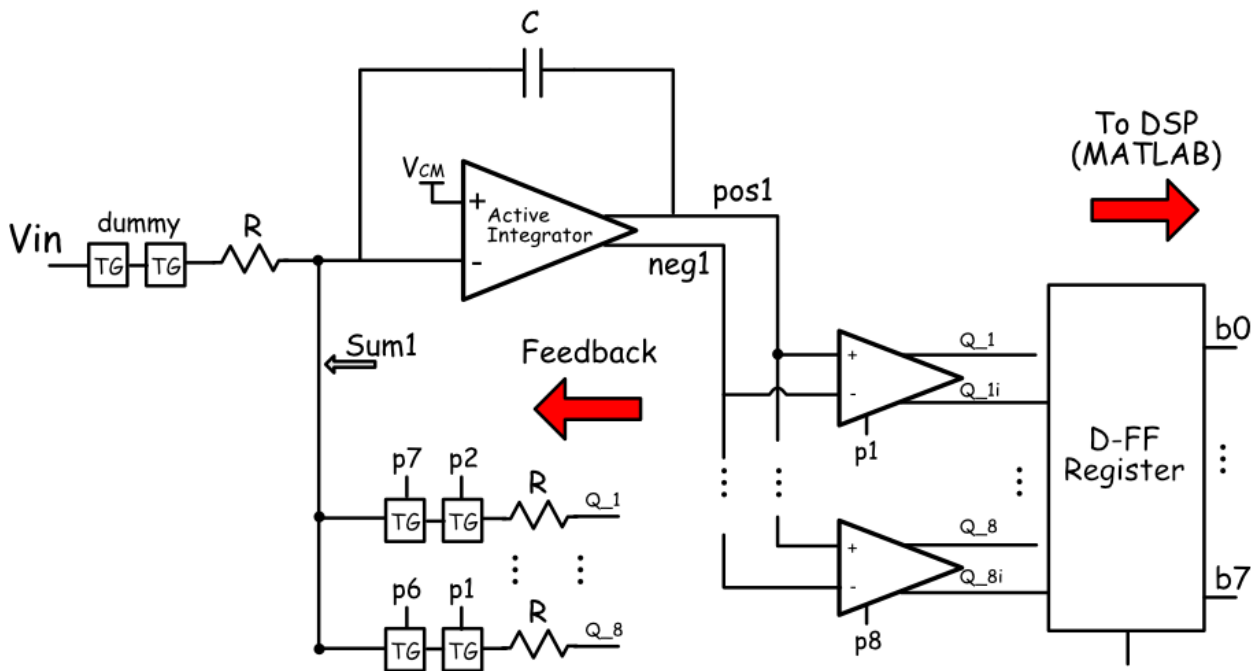 C
To DSP
(MATLAB)
VCM
+
Active
Integrator
-
pos1
neg1
dummy
Vin
TG
TG
R
Sum1
Feedback
Q_1
+
-
Q_1i
p1
b0
D-FF
Register
p7
p2
R
Q_1
TG
TG
p6
p1
R
Q_8
TG
TG
Q_8
+
-
Q_8i
p8
b7